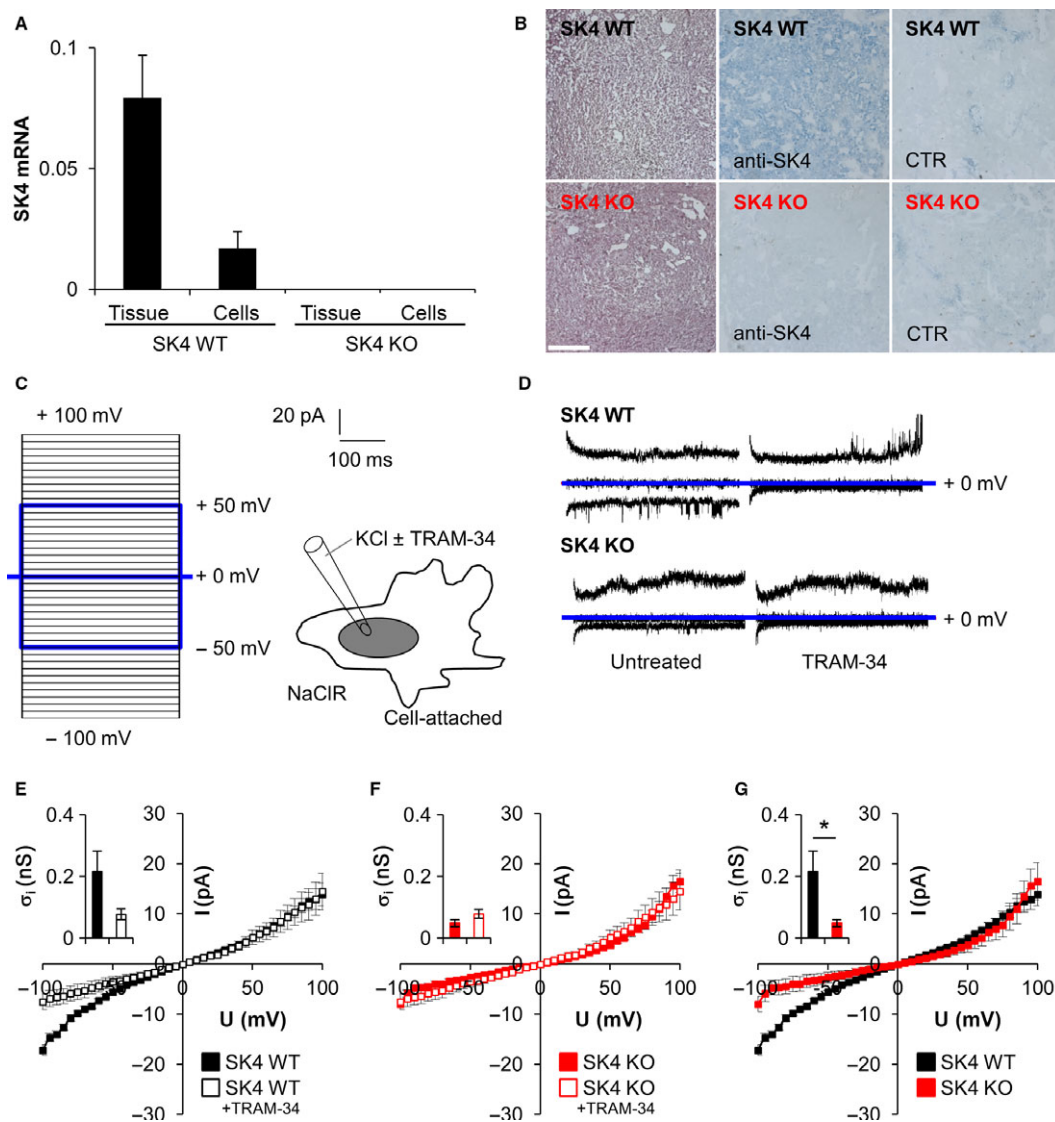 A
0.1
0.05
0
SK4 mRNA
Tissue Cells Tissue Cells
SK4 WT SK4 KO
B
SK4 WT SK4 WT SK4 WT
anti-SK4 CTR
SK4 KO SK4 KO SK4 KO
anti-SK4 CTR
C
+ 100 mV
+ 50 mV
+ 0 mV
– 50 mV
– 100 mV
20 pA
100 ms
KCl ± TRAM-34
NaClR
Cell-attached
D
SK4 WT
+ 0 mV
SK4 KO
+ 0 mV
Untreated TRAM-34
E
0.4
0.2
0
σi (nS)
30
20
10
I (pA)
–100 –50 0 50 100
U (mV)
–10
–20
–30
SK4 WT
SK4 WT
+TRAM-34
F
0.4
0.2
0
σi (nS)
30
20
10
I (pA)
–100 –50 0 50 100
U (mV)
–10
–20
–30
SK4 KO
SK4 KO
+TRAM-34
G
0.4
0.2
0
σi (nS)
*
30
20
10
I (pA)
–100 –50 0 50 100
U (mV)
–10
–20
–30
SK4 WT
SK4 KO